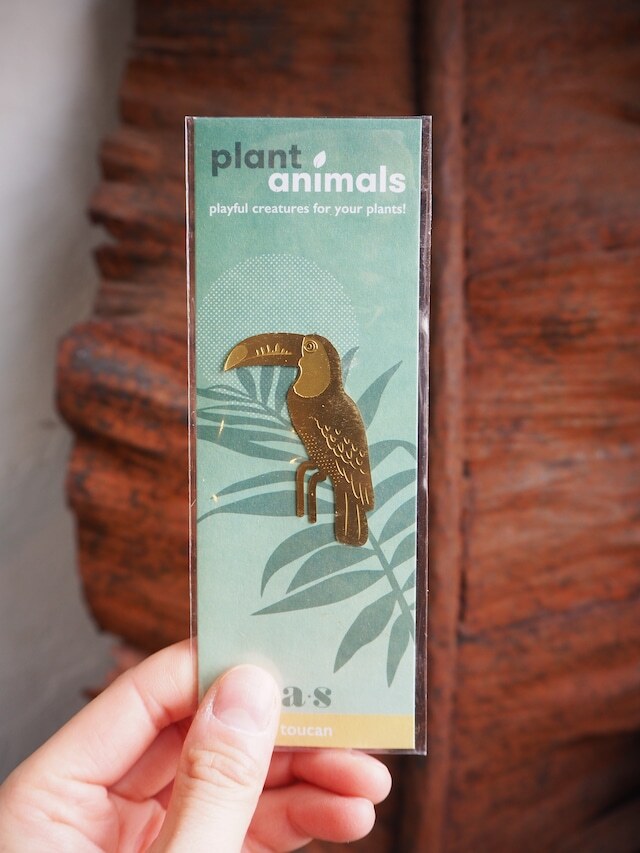 plant
animals
playful creatures for your plants!
a·s
toucan